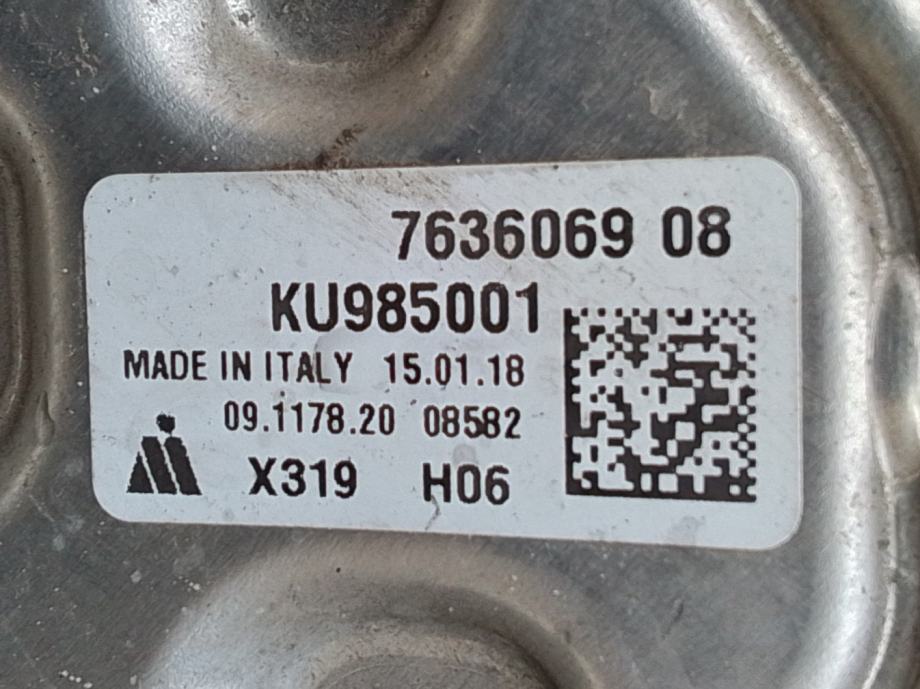 7636069 08
KU985001
MADE IN ITALY 15.01.18
09.1178.20 08582
X319 H06